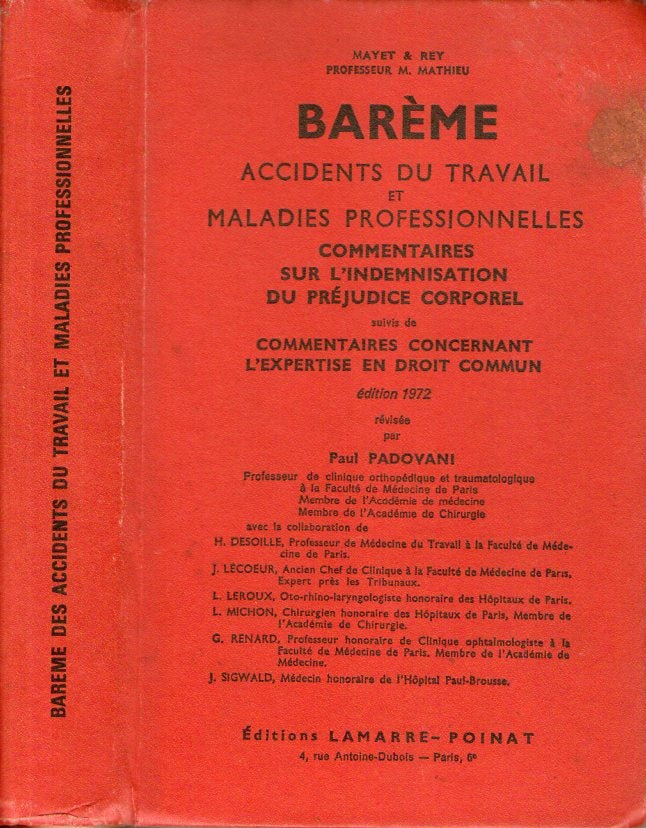 BAREME DES ACCIDENTS DU TRAVAIL ET MALADIES PROFESSIONNELLES
MAYET & REY
PROFESSEUR M. MATHIEU
BARÈME
ACCIDENTS DU TRAVAIL
ET
MALADIES PROFESSIONNELLES
COMMENTAIRES
SUR L'INDEMNISATION
DU PRÉJUDICE CORPOREL
suivis de
COMMENTAIRES CONCERNANT
L'EXPERTISE EN DROIT COMMUN
édition 1972
révisée
par
Paul PADOVANI
Professeur de clinique orthopédique et traumatologique
à la Faculté de Médecine de Paris
Membre de l'Académie de médecine
Membre de l'Académie de Chirurgie
avec la collaboration de
H. DESOILLE, Professeur de Médecine du Travail à la Faculté de Méde-
cine de Paris.
J. LECOEUR, Ancien Chef de Clinique à la Faculté de Médecine de Paris,
Expert près les Tribunaux.
L. LEROUX, Oto-rhino-laryngologiste honoraire des Hôpitaux de Paris.
L. MICHON, Chirurgien honoraire des Hôpitaux de Paris, Membre de
l'Académie de Chirurgie.
G. RENARD, Professeur honoraire de Clinique ophtalmologiste à la
Faculté de Médecine de Paris. Membre de l'Académie de
Médecine.
J. SIGWALD, Médecin honoraire de l'Hôpital Paul-Brousse.
Éditions LAMARRE-POINAT
4, rue Antoine-Dubois — Paris, 6e